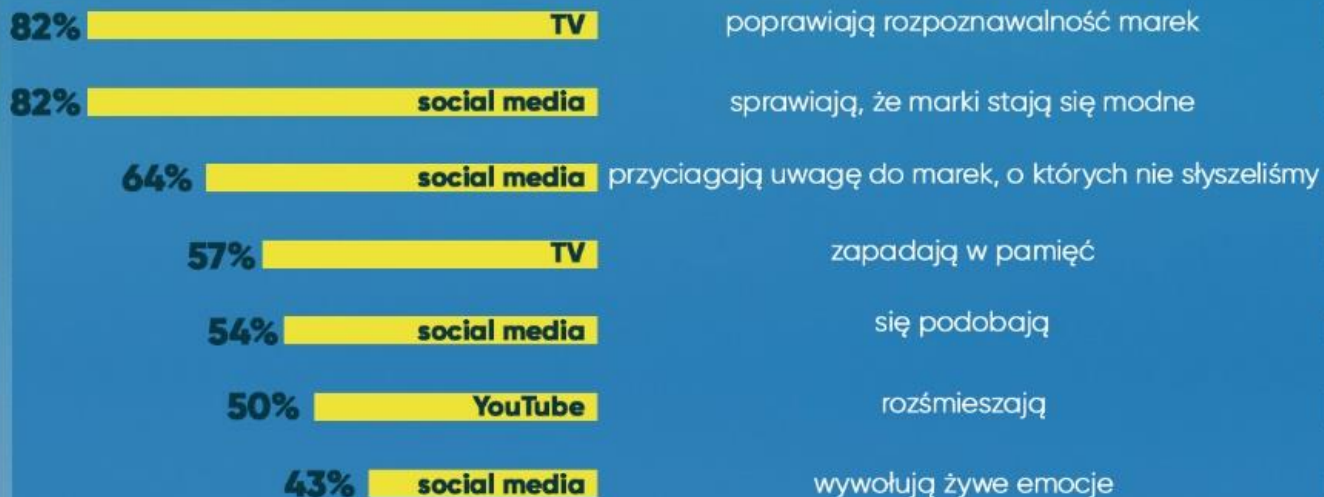 82% TV poprawiają rozpoznawalność marek
82% social media sprawiają, że marki stają się modne
64% social media przyciagają uwagę do marek, o których nie słyszeliśmy
57% TV zapadają w pamięć
54% social media się podobają
50% YouTube rozśmieszają
43% social media wywołują żywe emocje